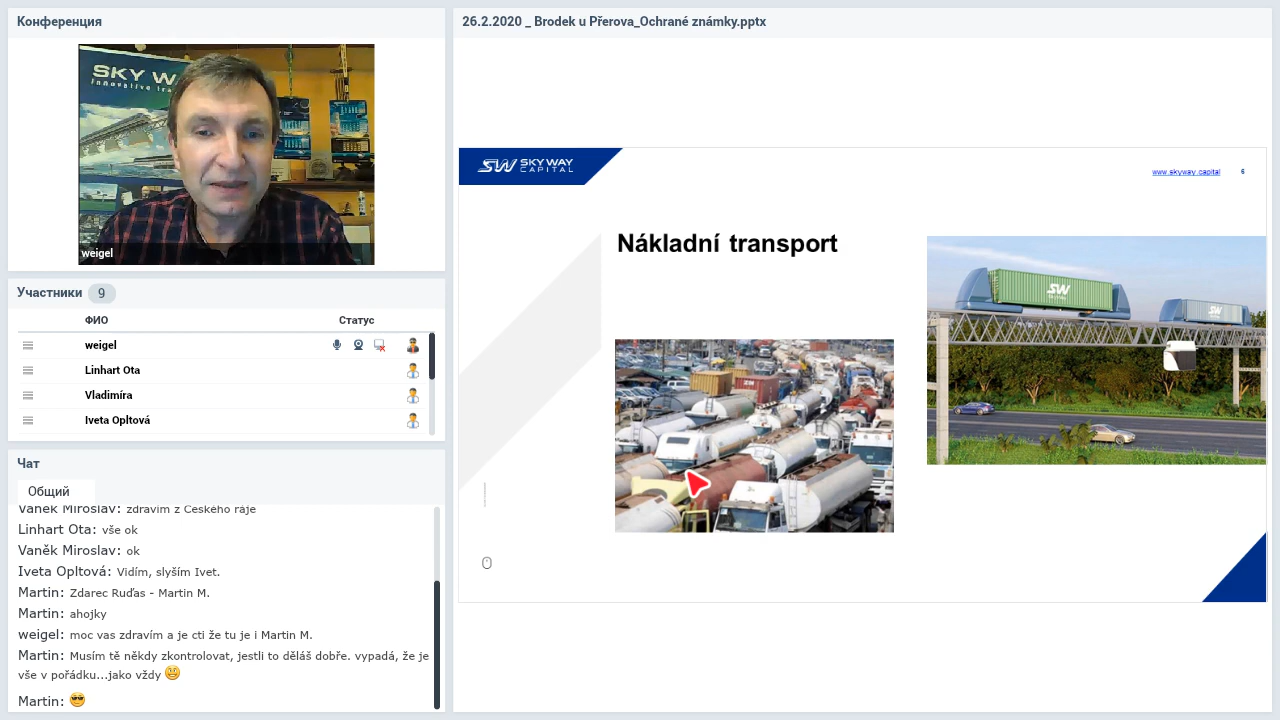 Конференция
SKY W
innovative tra
weigel
Участники 9
ФИО Статус
weigel
Linhart Ota
Vladimíra
Iveta Opltová
Чат
Общий
Vaněk Miroslav: zdravím z Českého ráje
Linhart Ota: vše ok
Vaněk Miroslav: ok
Iveta Opltová: Vidím, slyším Ivet.
Martin: Zdarec Ruďas - Martin M.
Martin: ahojky
weigel: moc vas zdravím a je cti že tu je i Martin M.
Martin: Musím tě někdy zkontrolovat, jestli to děláš dobře. vypadá, že je
vše v pořádku...jako vždy
Martin:
26.2.2020 _ Brodek u Přerova_Ochrané známky.pptx
SW SKY WAY
CAPITAL
www.skyway.capital 6
Nákladní transport
SW
SW